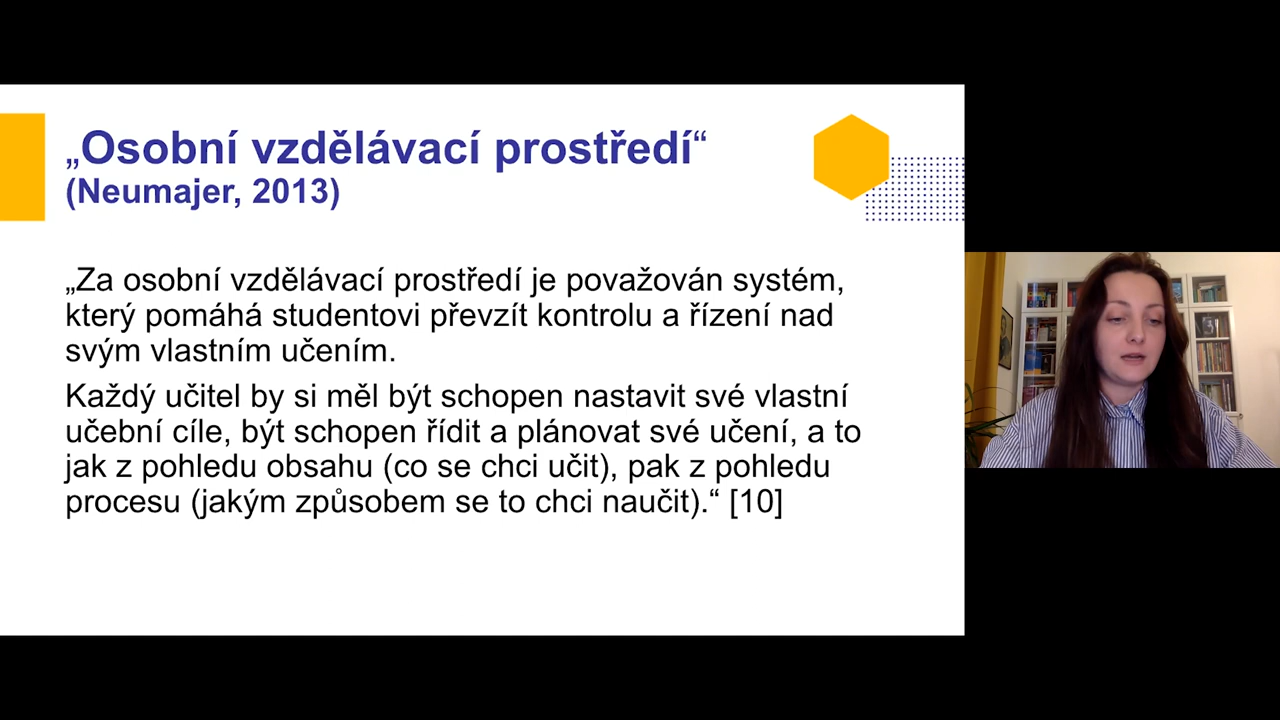 „Osobní vzdělávací prostředí“
(Neumajer, 2013)
„Za osobní vzdělávací prostředí je považován systém,
který pomáhá studentovi převzít kontrolu a řízení nad
svým vlastním učením.
Každý učitel by si měl být schopen nastavit své vlastní
učební cíle, být schopen řídit a plánovat své učení, a to
jak z pohledu obsahu (co se chci učit), pak z pohledu
procesu (jakým způsobem se to chci naučit).“ [10]